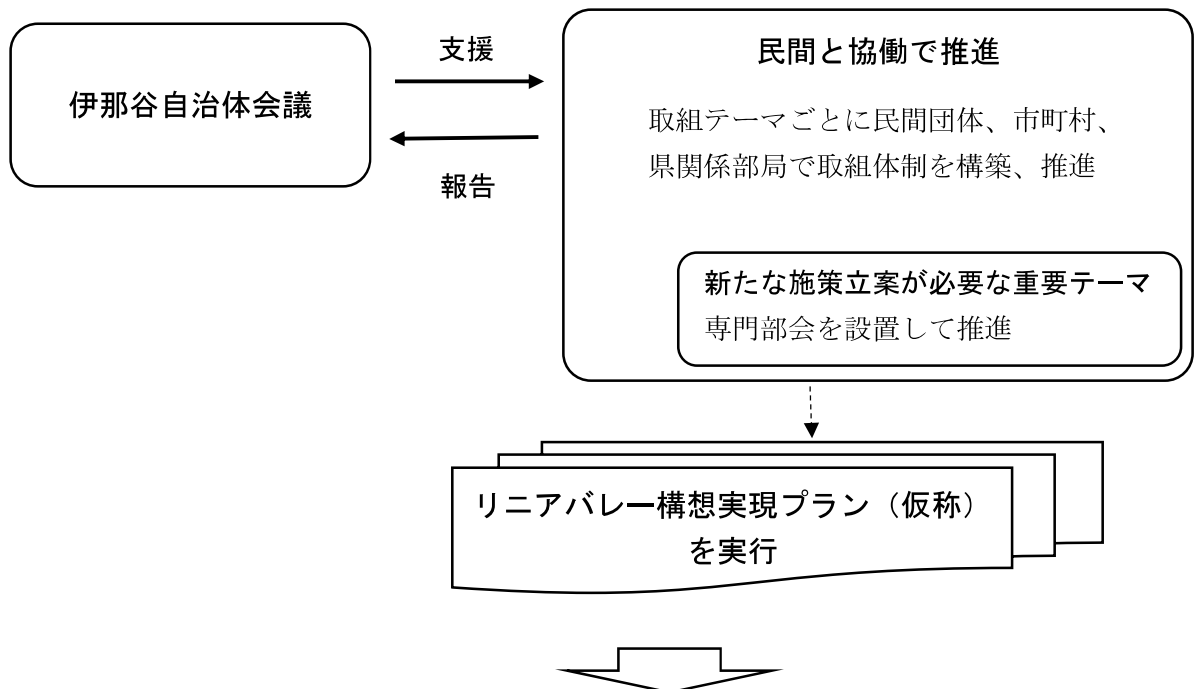 伊那谷自治体会議
支援
報告
民間と協働で推進
取組テーマごとに民間団体、市町村、
県関係部局で取組体制を構築、推進
新たな施策立案が必要な重要テーマ
専門部会を設置して推進
リニアバレー構想実現プラン（仮称）
を実行